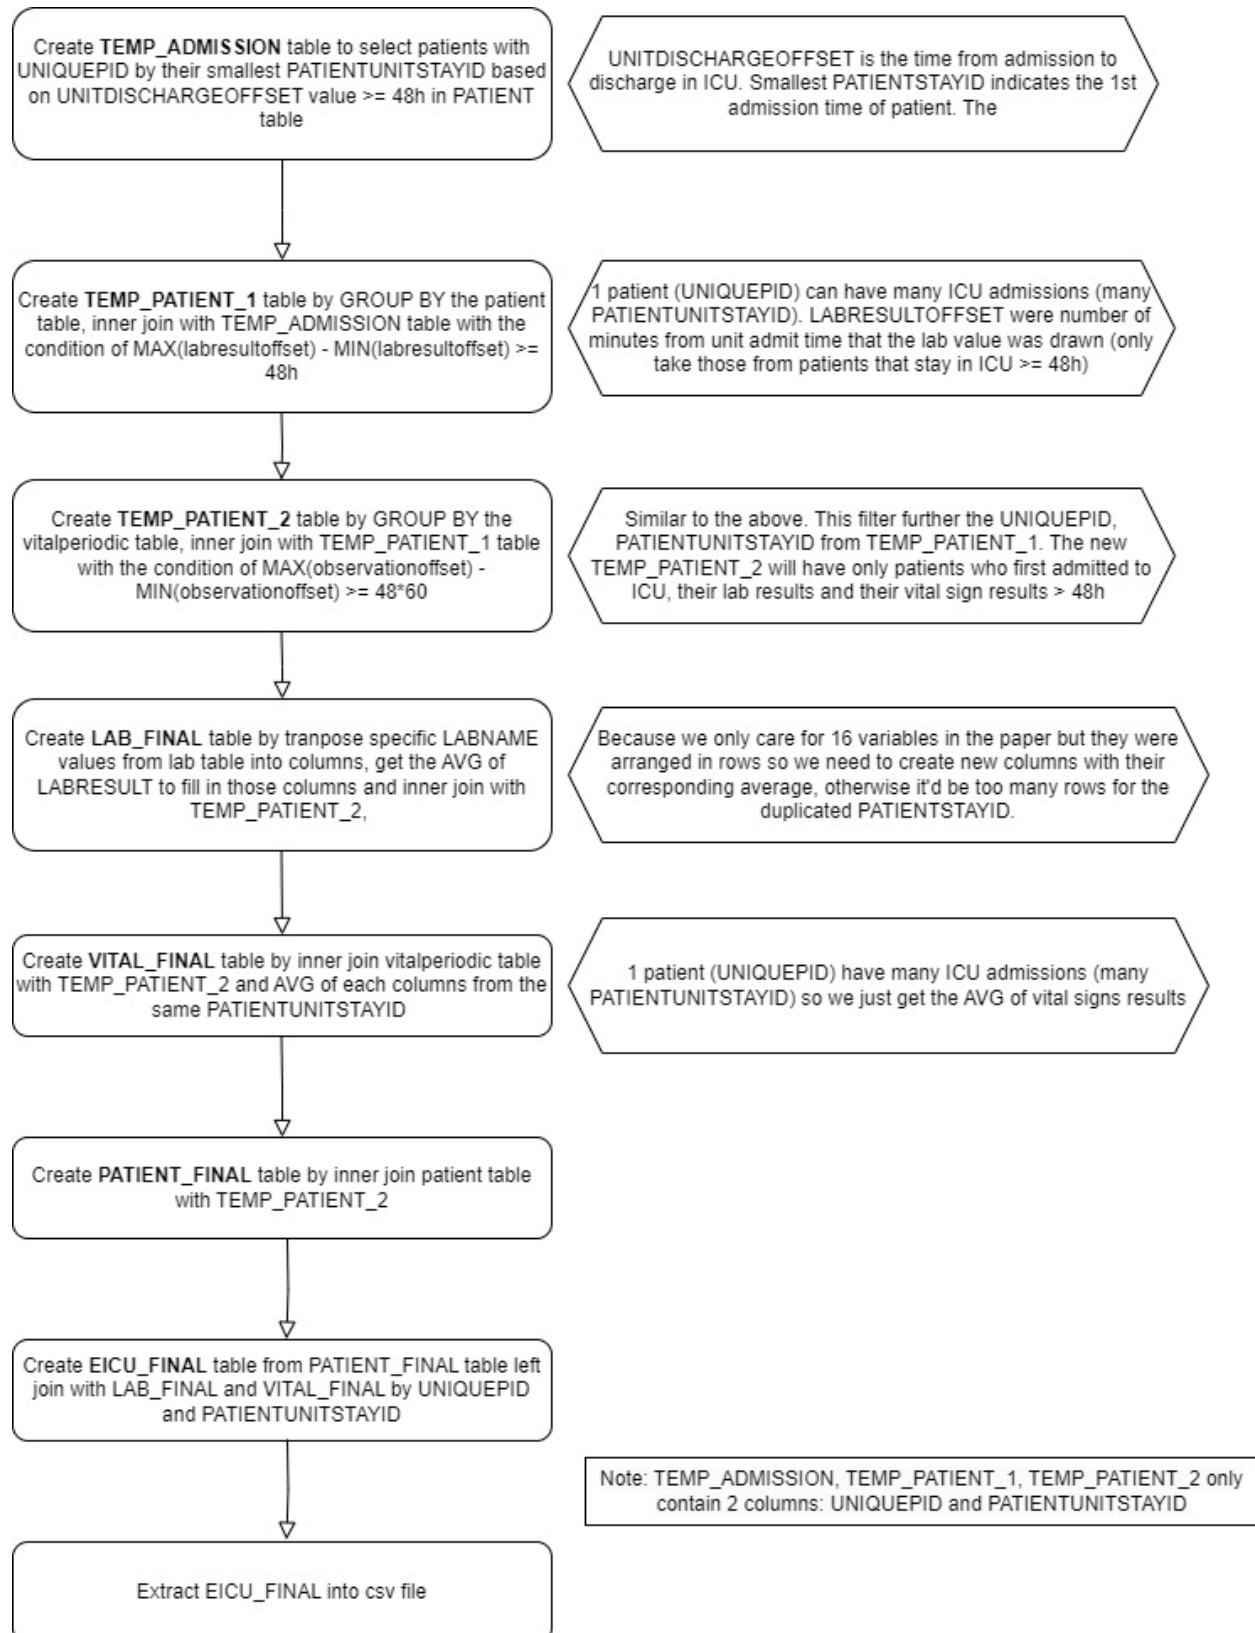 Create TEMP_ADMISSION table to select patients with
UNIQUEPID by their smallest PATIENTUNITSTAYID based
on UNITDISCHARGEOFFSET value >= 48h in PATIENT
table
UNITDISCHARGEOFFSET is the time from admission to
discharge in ICU. Smallest PATIENTSTAYID indicates the 1st
admission time of patient. The
Create TEMP_PATIENT_1 table by GROUP BY the patient
table, inner join with TEMP_ADMISSION table with the
condition of MAX(labresultoffset) - MIN(labresultoffset) >=
48h
1 patient (UNIQUEPID) can have many ICU admissions (many
PATIENTUNITSTAYID). LABRESULTOFFSET were number of
minutes from unit admit time that the lab value was drawn (only
take those from patients that stay in ICU >= 48h)
Create TEMP_PATIENT_2 table by GROUP BY the
vitalperiodic table, inner join with TEMP_PATIENT_1 table
with the condition of MAX(observationoffset) -
MIN(observationoffset) >= 48*60
Similar to the above. This filter further the UNIQUEPID,
PATIENTUNITSTAYID from TEMP_PATIENT_1. The new
TEMP_PATIENT_2 will have only patients who first admitted to
ICU, their lab results and their vital sign results > 48h
Create LAB_FINAL table by tranpose specific LABNAME
values from lab table into columns, get the AVG of
LABRESULT to fill in those columns and inner join with
TEMP_PATIENT_2,
Because we only care for 16 variables in the paper but they were
arranged in rows so we need to create new columns with their
corresponding average, otherwise it'd be too many rows for the
duplicated PATIENTSTAYID.
Create VITAL_FINAL table by inner join vitalperiodic table
with TEMP_PATIENT_2 and AVG of each columns from the
same PATIENTUNITSTAYID
1 patient (UNIQUEPID) have many ICU admissions (many
PATIENTUNITSTAYID) so we just get the AVG of vital signs results
Create PATIENT_FINAL table by inner join patient table
with TEMP_PATIENT_2
Create EICU_FINAL table from PATIENT_FINAL table left
join with LAB_FINAL and VITAL_FINAL by UNIQUEPID
and PATIENTUNITSTAYID
Note: TEMP_ADMISSION, TEMP_PATIENT_1, TEMP_PATIENT_2 only
contain 2 columns: UNIQUEPID and PATIENTUNITSTAYID
Extract EICU_FINAL into csv file